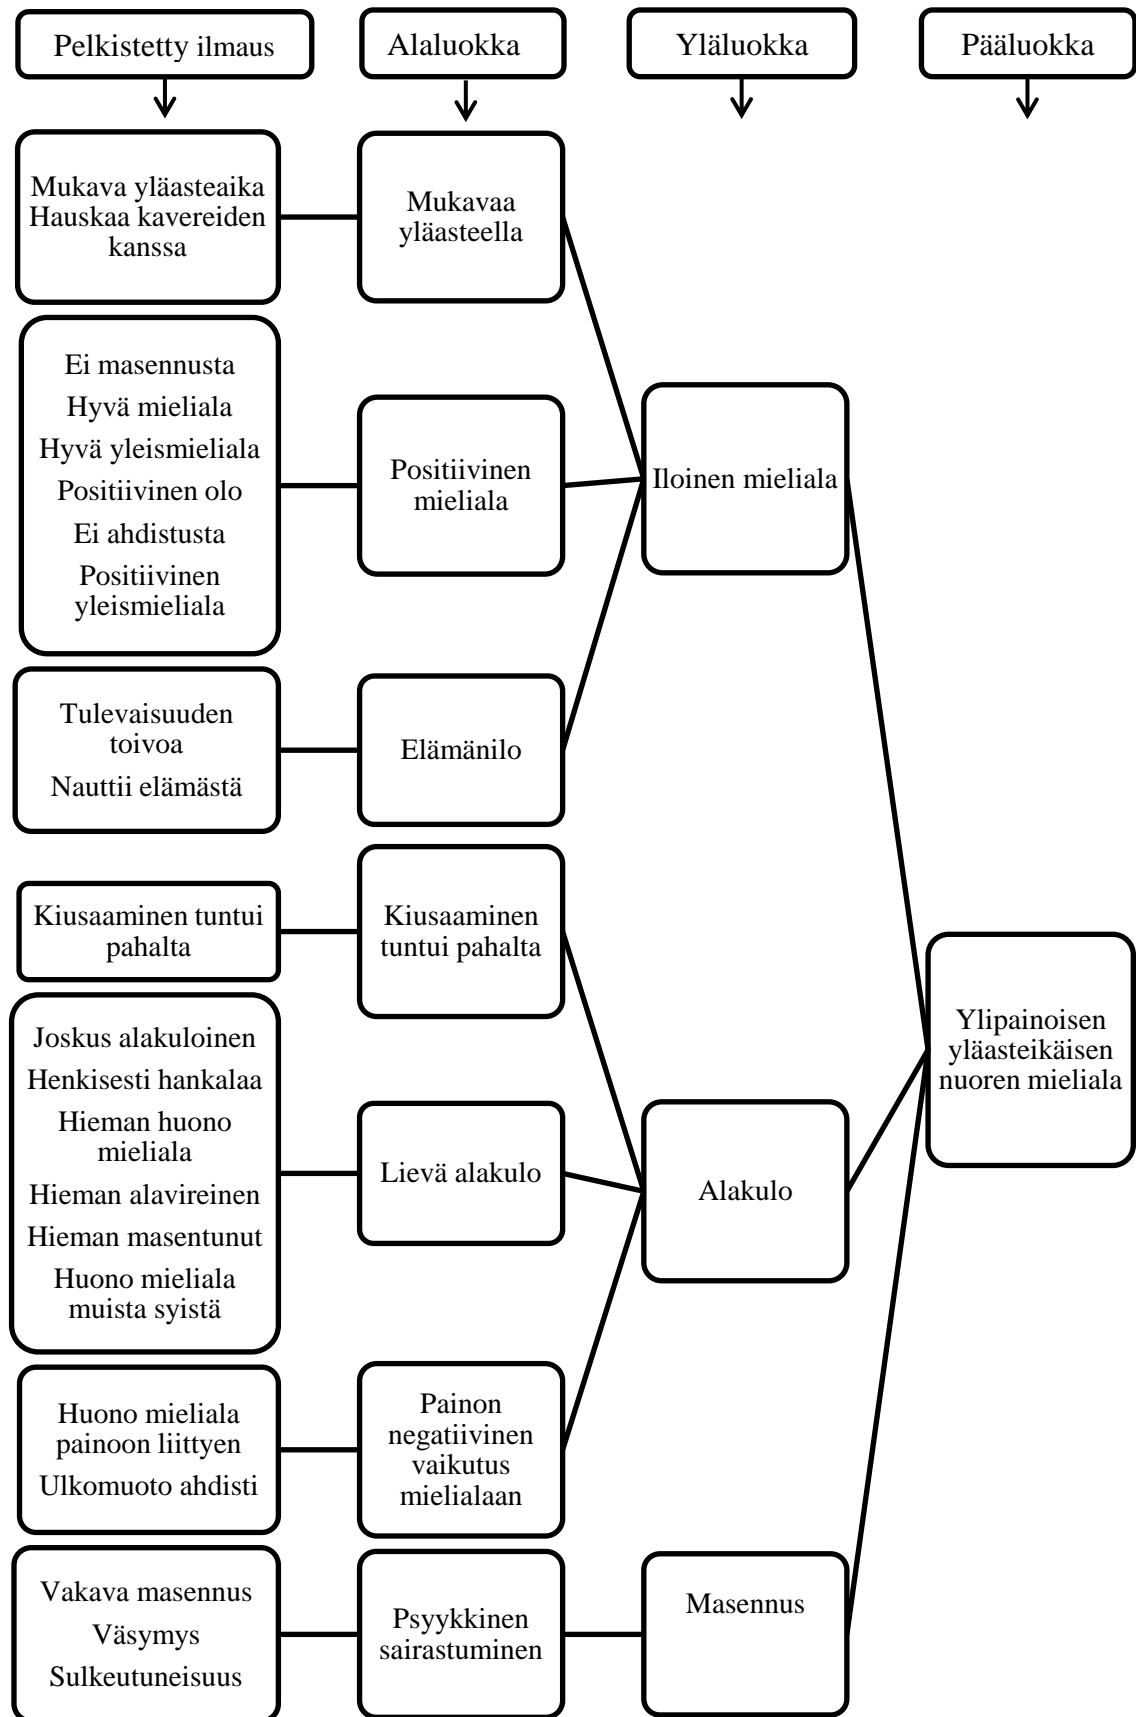 Pelkistetty ilmaus
Alaluokka
Yläluokka
Pääluokka
Mukava yläasteaika
Hauskaa kavereiden
kanssa
Mukavaa
yläasteella
Ei masennusta
Hyvä mieliala
Hyvä yleismieliala
Positiivinen olo
Ei ahdistusta
Positiivinen
yleismieliala
Positiivinen
mieliala
Iloinen mieliala
Tulevaisuuden
toivoa
Nauttii elämästä
Elämänilo
Kiusaaminen tuntui
pahalta
Kiusaaminen
tuntui pahalta
Joskus alakuloinen
Henkisesti hankalaa
Hieman huono
mieliala
Hieman alavireinen
Hieman masentunut
Huono mieliala
muista syistä
Lievä alakulo
Alakulo
Ylipainoisen
yläasteikäisen
nuoren mieliala
Huono mieliala
painoon liittyen
Ulkomuoto ahdisti
Painon
negatiivinen
vaikutus
mielialaan
Vakava masennus
Väsymys
Sulkeutuneisuus
Psyykkinen
sairastuminen
Masennus